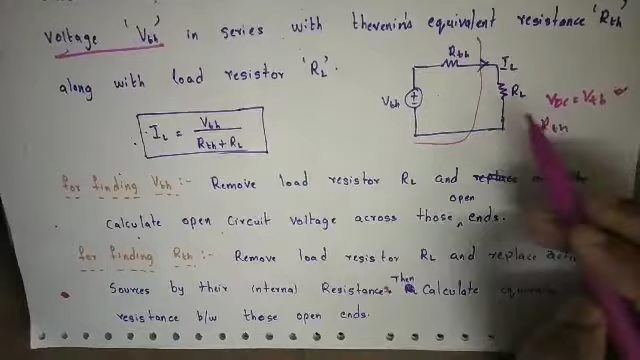 voltage 'Vth' in series with thevenin's equivalent resistance 'Rth'
along with load resistor 'RL'.
Rth
IL
Vth
RL
VOC = Vth
Rth
IL = Vth / Rth + RL
for finding Vth :- Remove load resistor RL and
open
Calculate open circuit voltage across those ‸ ends.
for finding Rth :- Remove load resistor RL and replace
Then
Sources by their internal Resistances Calculate
resistance b/w those open ends.